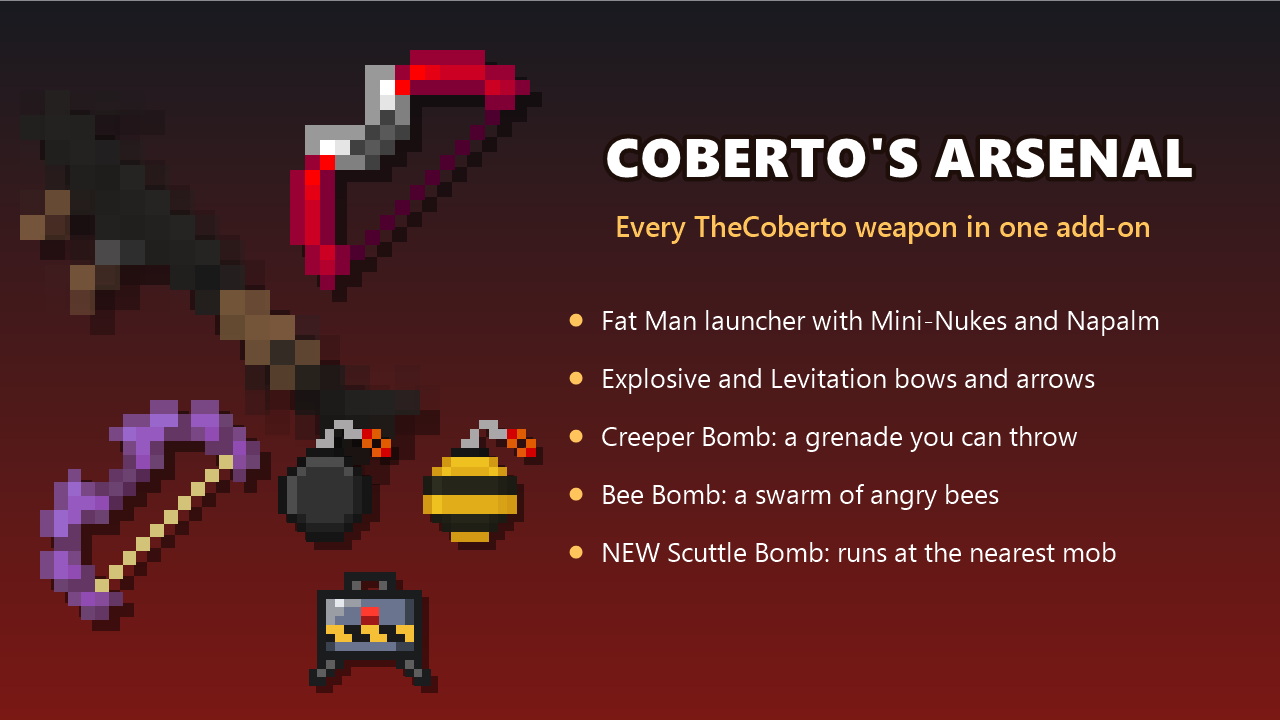 COBERTO'S ARSENAL
Every TheCoberto weapon in one add-on
Fat Man launcher with Mini-Nukes and Napalm
Explosive and Levitation bows and arrows
Creeper Bomb: a grenade you can throw
Bee Bomb: a swarm of angry bees
NEW Scuttle Bomb: runs at the nearest mob